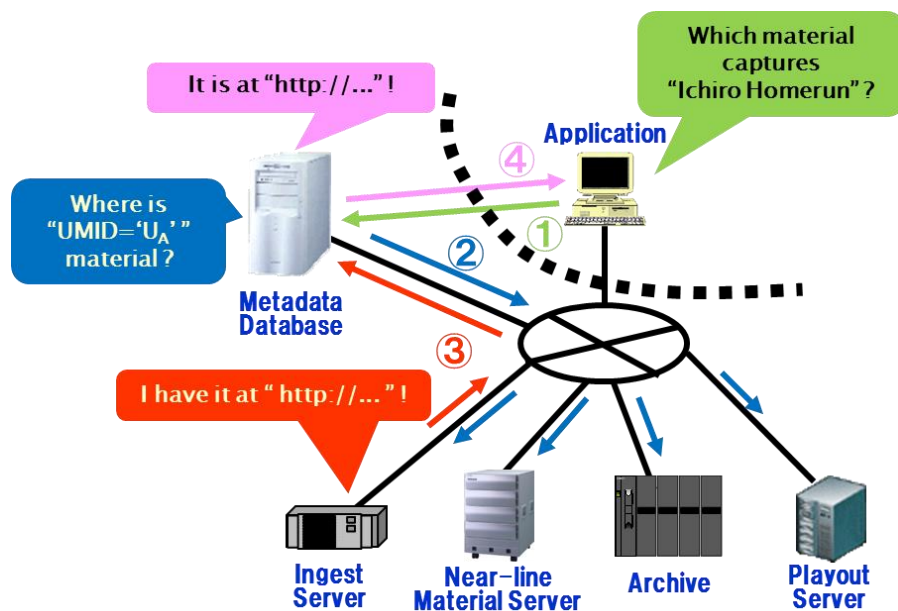 Which material
captures
“Ichiro Homerun”?
It is at “http://...”!
Application
④
①
Where is
“UMID=‘UA’”
material?
②
Metadata
Database
③
I have it at “ http://... ”!
Ingest
Server
Near-line
Material Server
Archive
Playout
Server